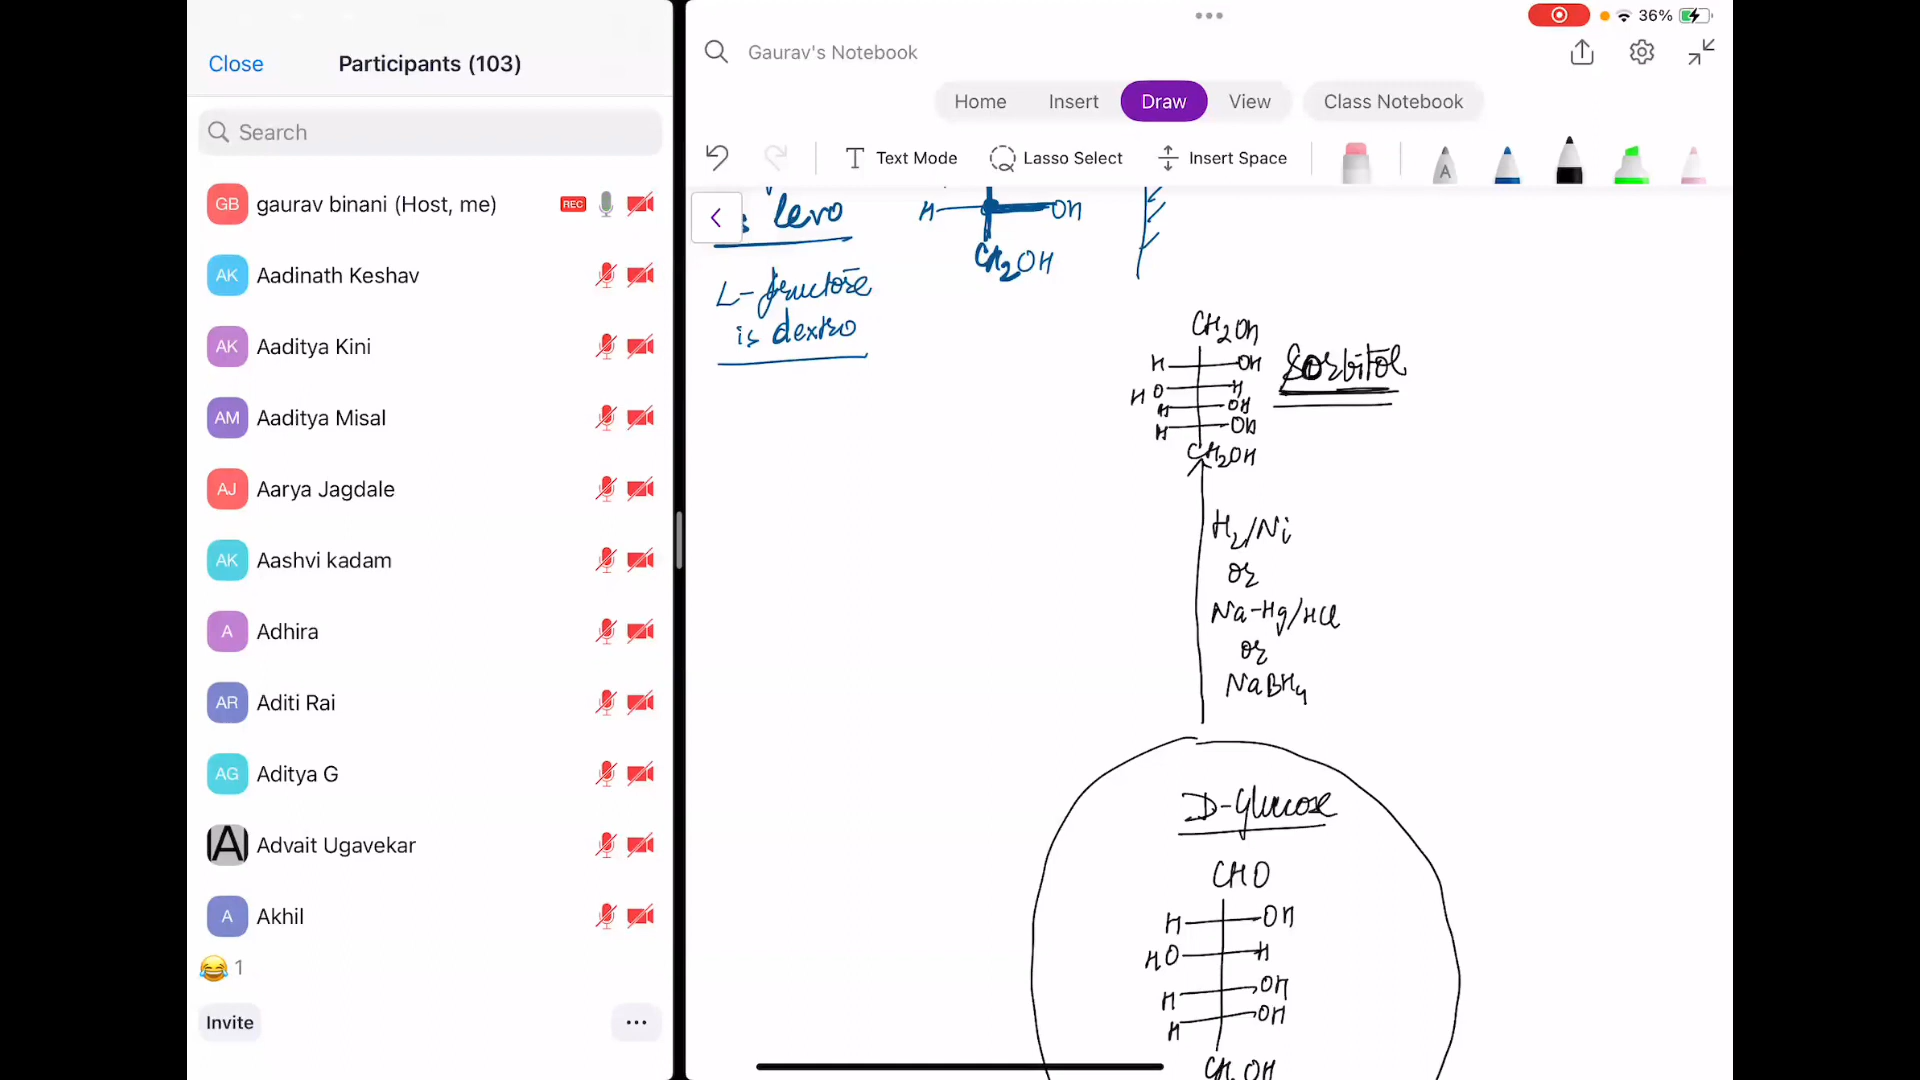 36%
Close
Participants (103)
Search
GB
gaurav binani (Host, me)
REC
AK
Aadinath Keshav
AK
Aaditya Kini
AM
Aaditya Misal
AJ
Aarya Jagdale
AK
Aashvi kadam
A
Adhira
AR
Aditi Rai
AG
Aditya G
A
Advait Ugavekar
A
Akhil
😂 1
Invite
Gaurav's Notebook
Home Insert Draw View Class Notebook
Text Mode
Lasso Select
Insert Space
A
levo
H OH
CH2OH
L-fructose
is dextro
CH2OH
H OH
HO H
H OH
H OH
CH2OH
Sorbitol
H2/Ni
or
Na-Hg/HCl
or
NaBH4
D-Glucose
CHO
H OH
HO H
H OH
H OH